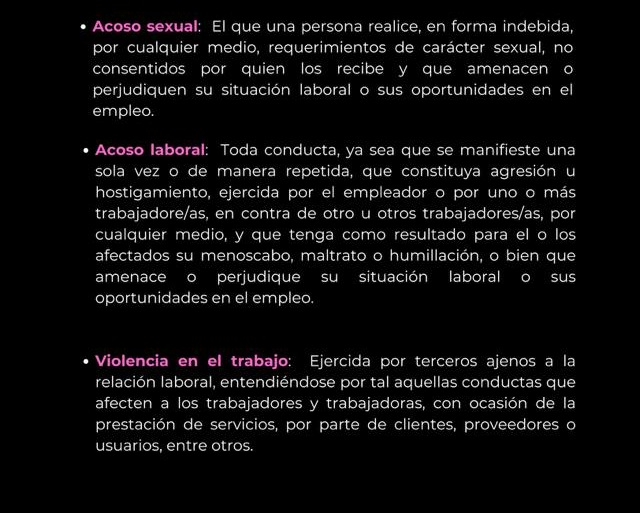 • Acoso sexual: El que una persona realice, en forma indebida,
por cualquier medio, requerimientos de carácter sexual, no
consentidos por quien los recibe y que amenacen o
perjudiquen su situación laboral o sus oportunidades en el
empleo.
• Acoso laboral: Toda conducta, ya sea que se manifieste una
sola vez o de manera repetida, que constituya agresión u
hostigamiento, ejercida por el empleador o por uno o más
trabajadore/as, en contra de otro u otros trabajadores/as, por
cualquier medio, y que tenga como resultado para el o los
afectados su menoscabo, maltrato o humillación, o bien que
amenace o perjudique su situación laboral o sus
oportunidades en el empleo.
• Violencia en el trabajo: Ejercida por terceros ajenos a la
relación laboral, entendiéndose por tal aquellas conductas que
afecten a los trabajadores y trabajadoras, con ocasión de la
prestación de servicios, por parte de clientes, proveedores o
usuarios, entre otros.